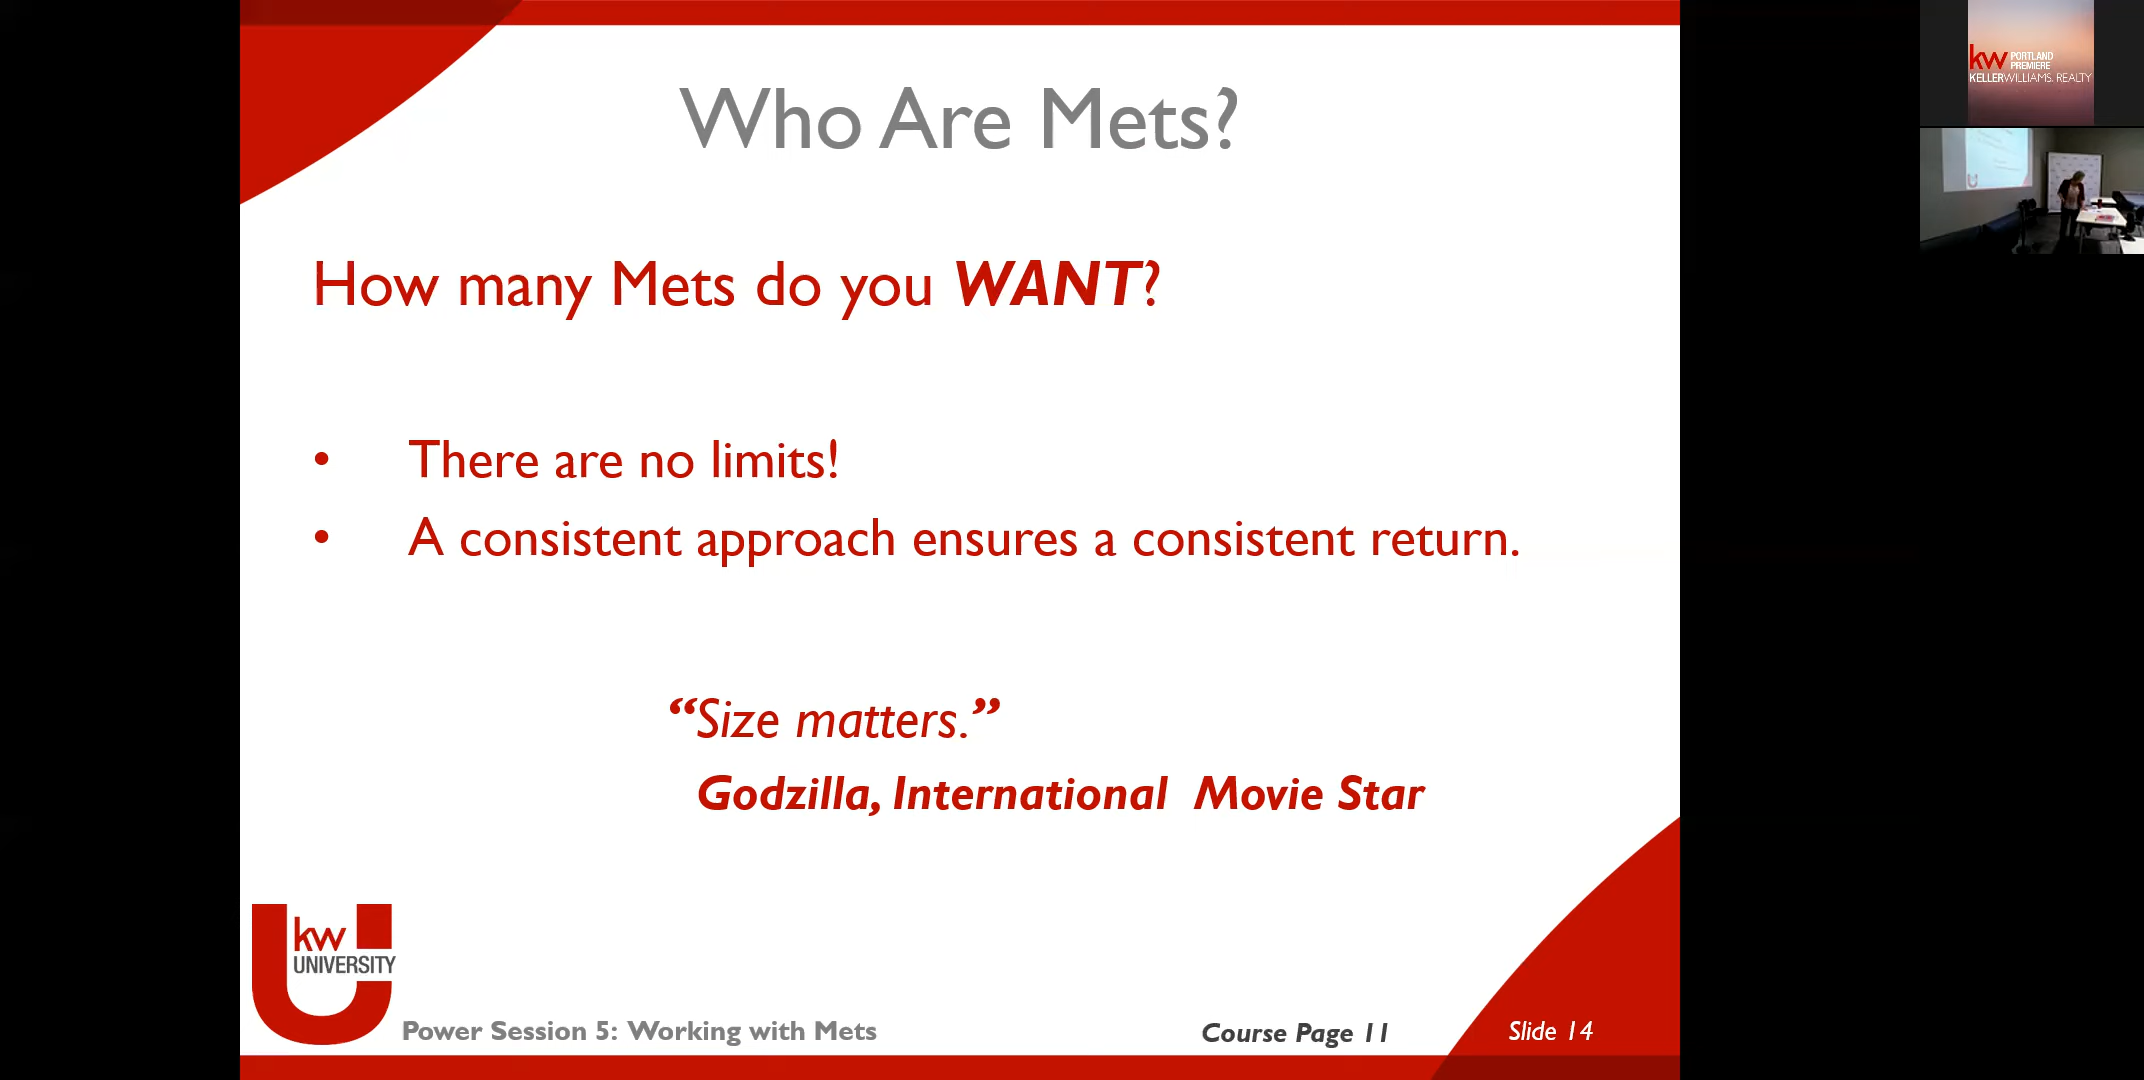 Who Are Mets?
How many Mets do you WANT?
• There are no limits!
• A consistent approach ensures a consistent return.
“Size matters.”
Godzilla, International Movie Star
kw
UNIVERSITY
Power Session 5: Working with Mets
Course Page 11
Slide 14
kw PORTLAND
PREMIERE
KELLERWILLIAMS. REALTY